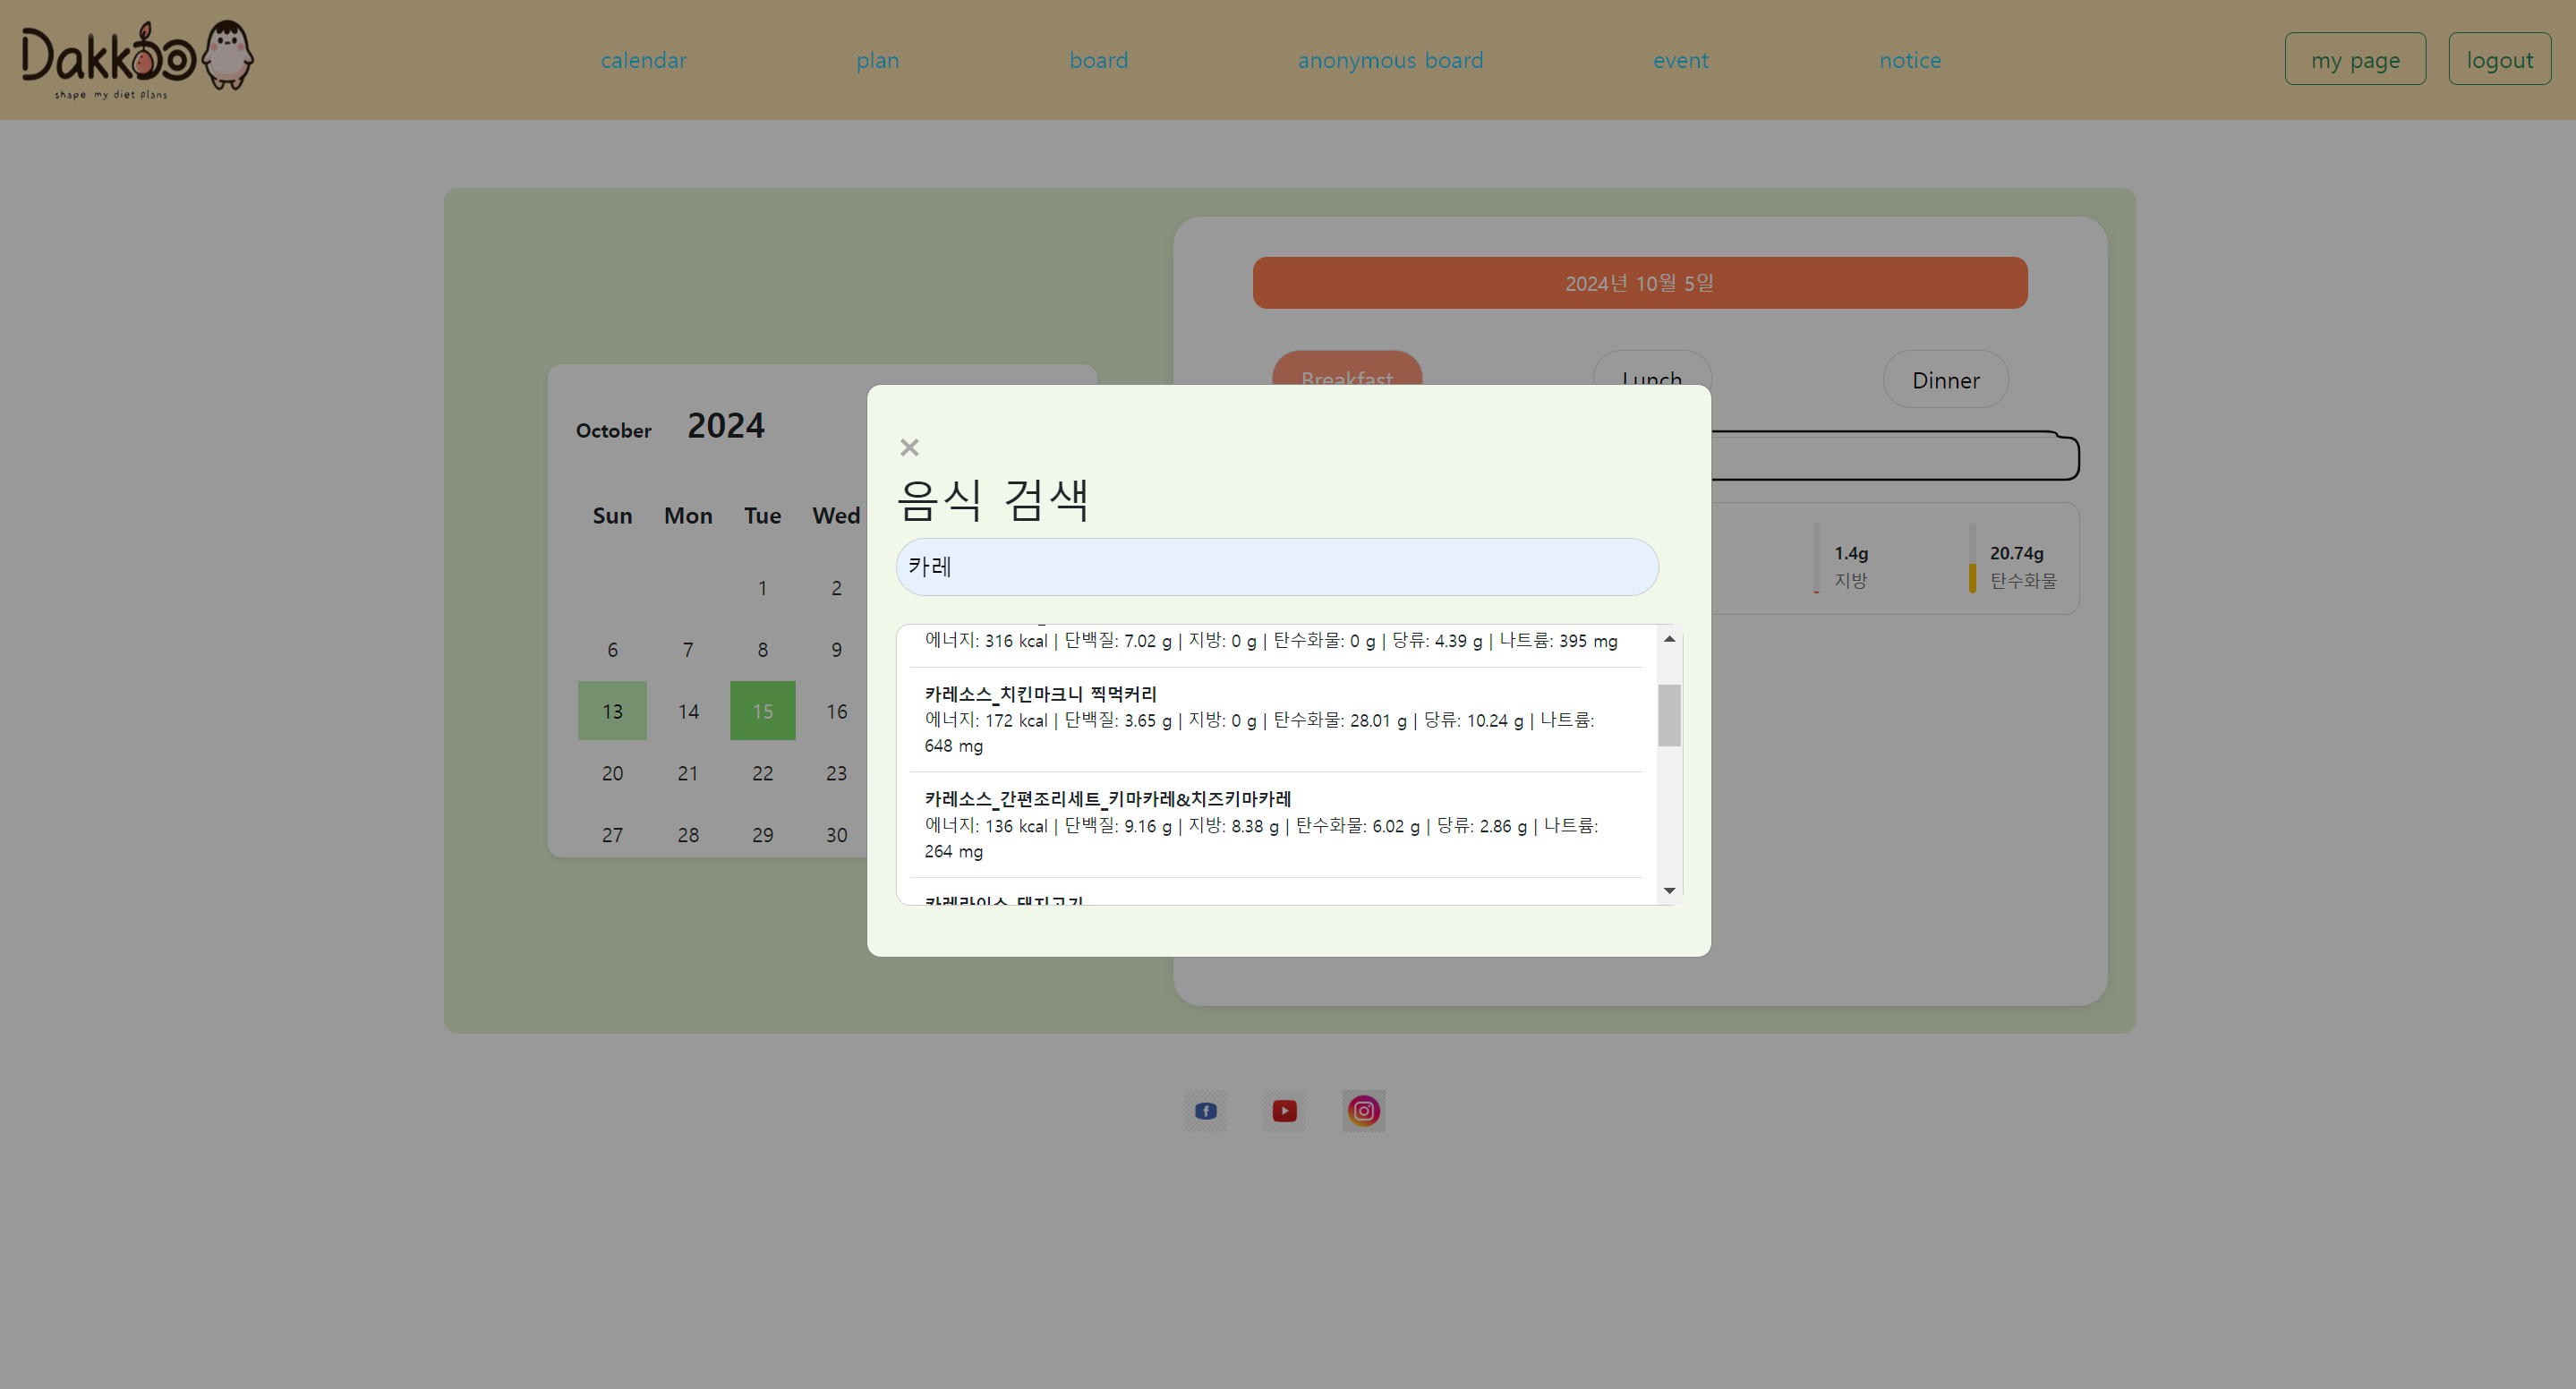 Dakkoo
shape my diet plans
calendar
plan
board
anonymous board
event
notice
my page
logout
2024년 10월 5일
Breakfast
Lunch
Dinner
October 2024
Sun Mon Tue Wed
1 2
6 7 8 9
13 14 15 16
20 21 22 23
27 28 29 30
1.4g
지방
20.74g
탄수화물
×
음식 검색
카레
에너지: 316 kcal | 단백질: 7.02 g | 지방: 0 g | 탄수화물: 0 g | 당류: 4.39 g | 나트륨: 395 mg
카레소스_치킨마크니 찍먹커리
에너지: 172 kcal | 단백질: 3.65 g | 지방: 0 g | 탄수화물: 28.01 g | 당류: 10.24 g | 나트륨:
648 mg
카레소스_간편조리세트_키마카레&치즈키마카레
에너지: 136 kcal | 단백질: 9.16 g | 지방: 8.38 g | 탄수화물: 6.02 g | 당류: 2.86 g | 나트륨:
264 mg